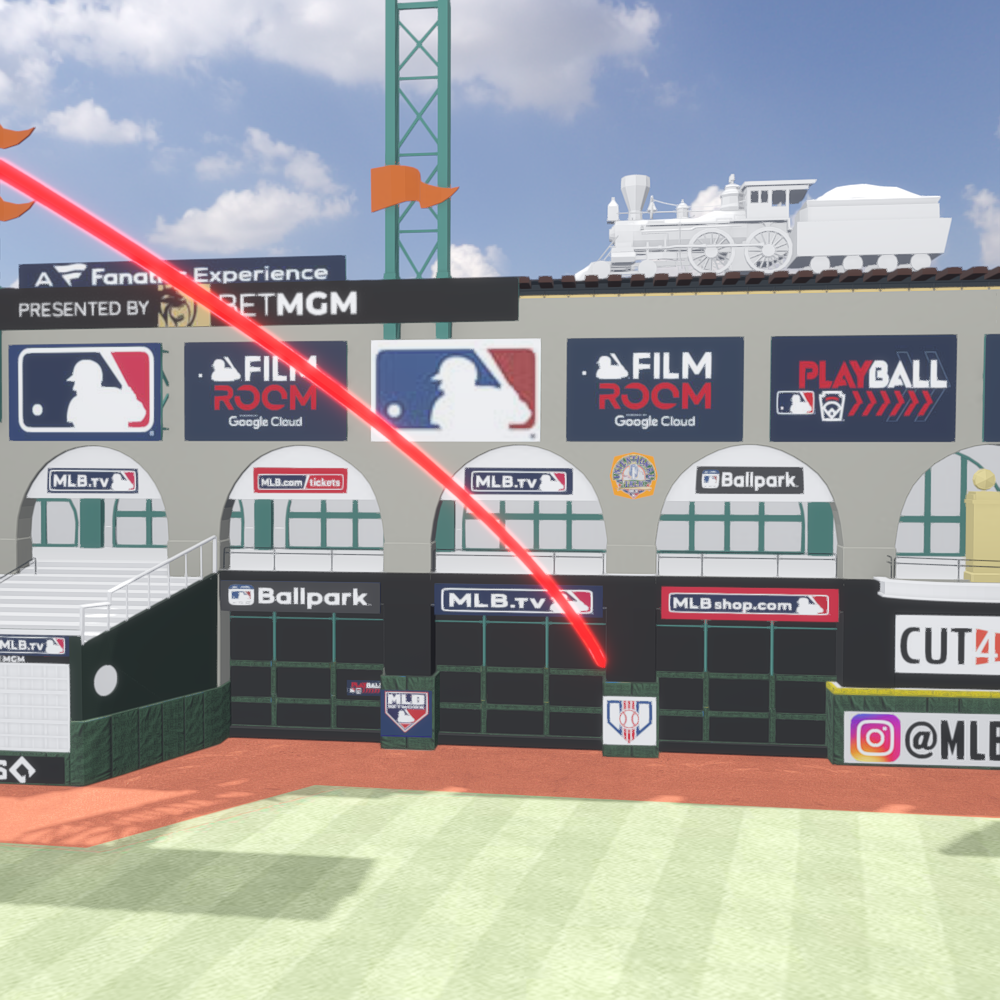 A Fanatics Experience
PRESENTED BY BETMGM
FILM
ROOM
Google Cloud
FILM
ROOM
Google Cloud
PLAY BALL
MLB.TV
MLB.com/tickets
MLB.TV
Ballpark
Ballpark
MLB.TV
MLBshop.com
CUT4
MLB.TV
MGM
BALL
MLB
NETWORK
@MLB